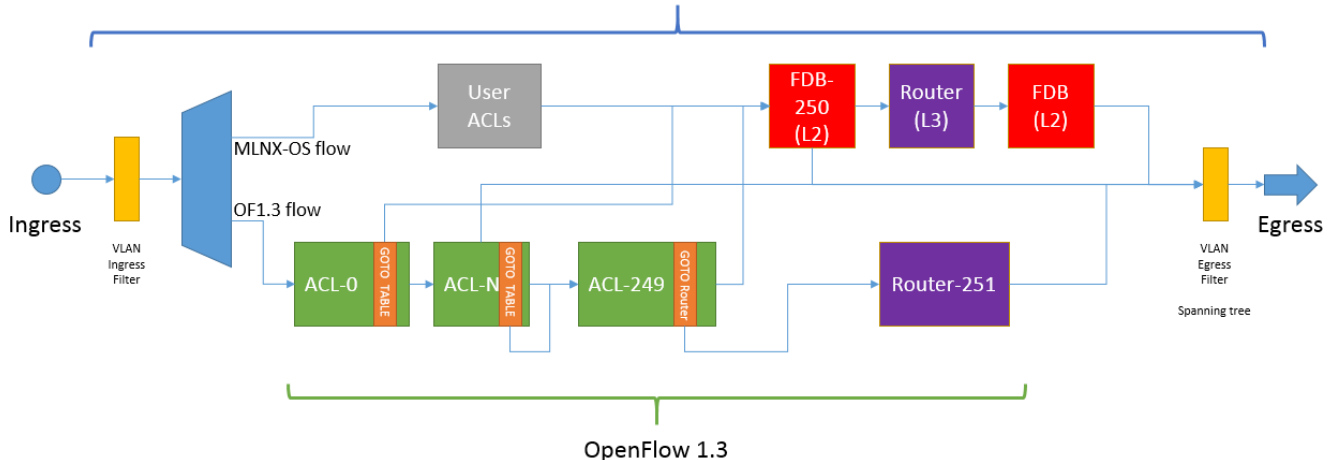 User
ACLs
FDB-
250
(L2)
Router
(L3)
FDB
(L2)
MLNX-OS flow
OF1.3 flow
Ingress
Egress
VLAN
Ingress
Filter
VLAN
Egress
Filter
Spanning tree
ACL-0
GOTO TABLE
ACL-N
GOTO TABLE
ACL-249
GOTO Router
Router-251
OpenFlow 1.3